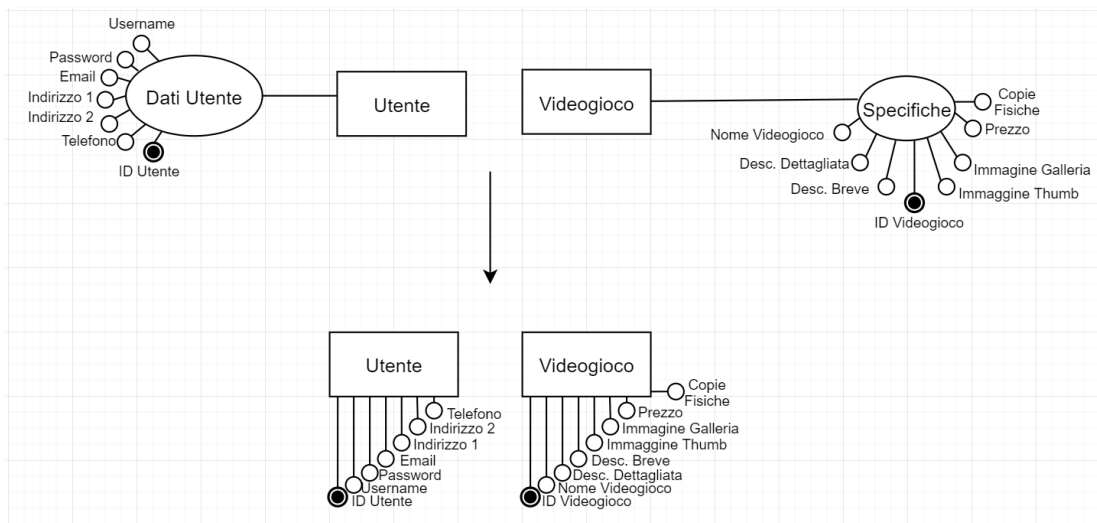 Username
Password
Email
Indirizzo 1
Indirizzo 2
Telefono
ID Utente
Dati Utente
Utente
Videogioco
Specifiche
Copie
Fisiche
Prezzo
Nome Videogioco
Desc. Dettagliata
Immagine Galleria
Desc. Breve
Immaggine Thumb
ID Videogioco
Utente
Telefono
Indirizzo 2
Indirizzo 1
Email
Password
Username
ID Utente
Videogioco
Copie
Fisiche
Prezzo
Immagine Galleria
Immaggine Thumb
Desc. Breve
Desc. Dettagliata
Nome Videogioco
ID Videogioco